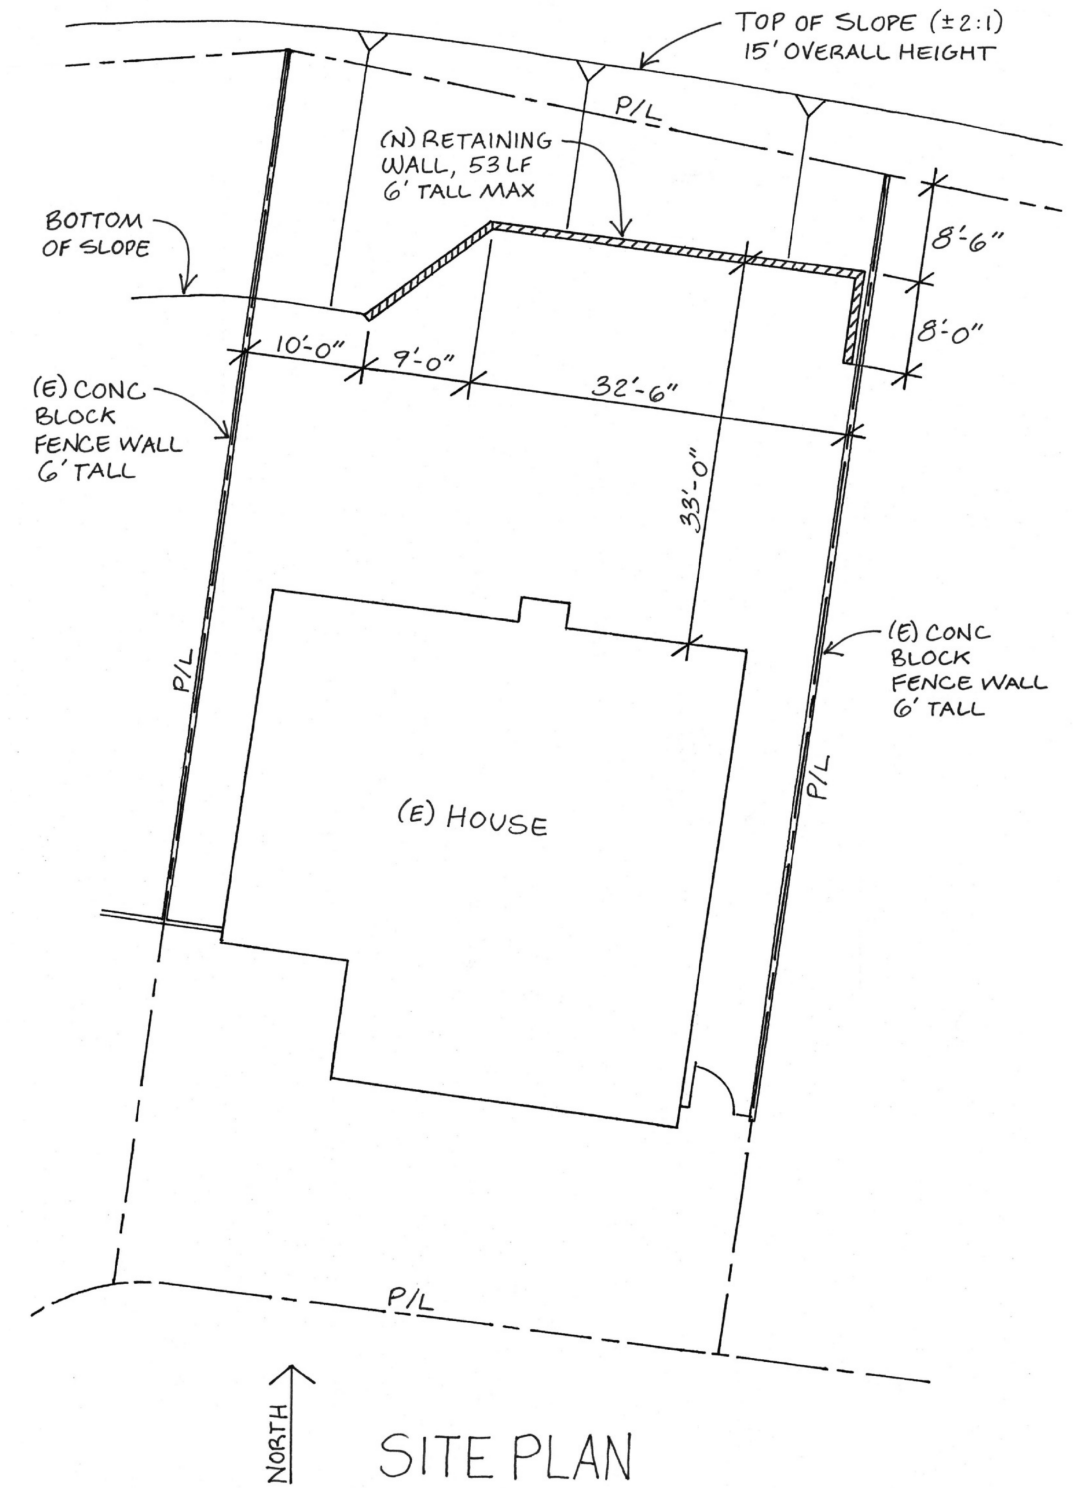 TOP OF SLOPE (±2:1)
15' OVERALL HEIGHT
P/L
(N) RETAINING
WALL, 53 LF
6' TALL MAX
BOTTOM
OF SLOPE
8'-6"
8'-0"
10'-0"
9'-0"
32'-6"
(E) CONC
BLOCK
FENCE WALL
6' TALL
33'-0"
(E) CONC
BLOCK
FENCE WALL
6' TALL
P/L
P/L
(E) HOUSE
P/L
NORTH
SITE PLAN